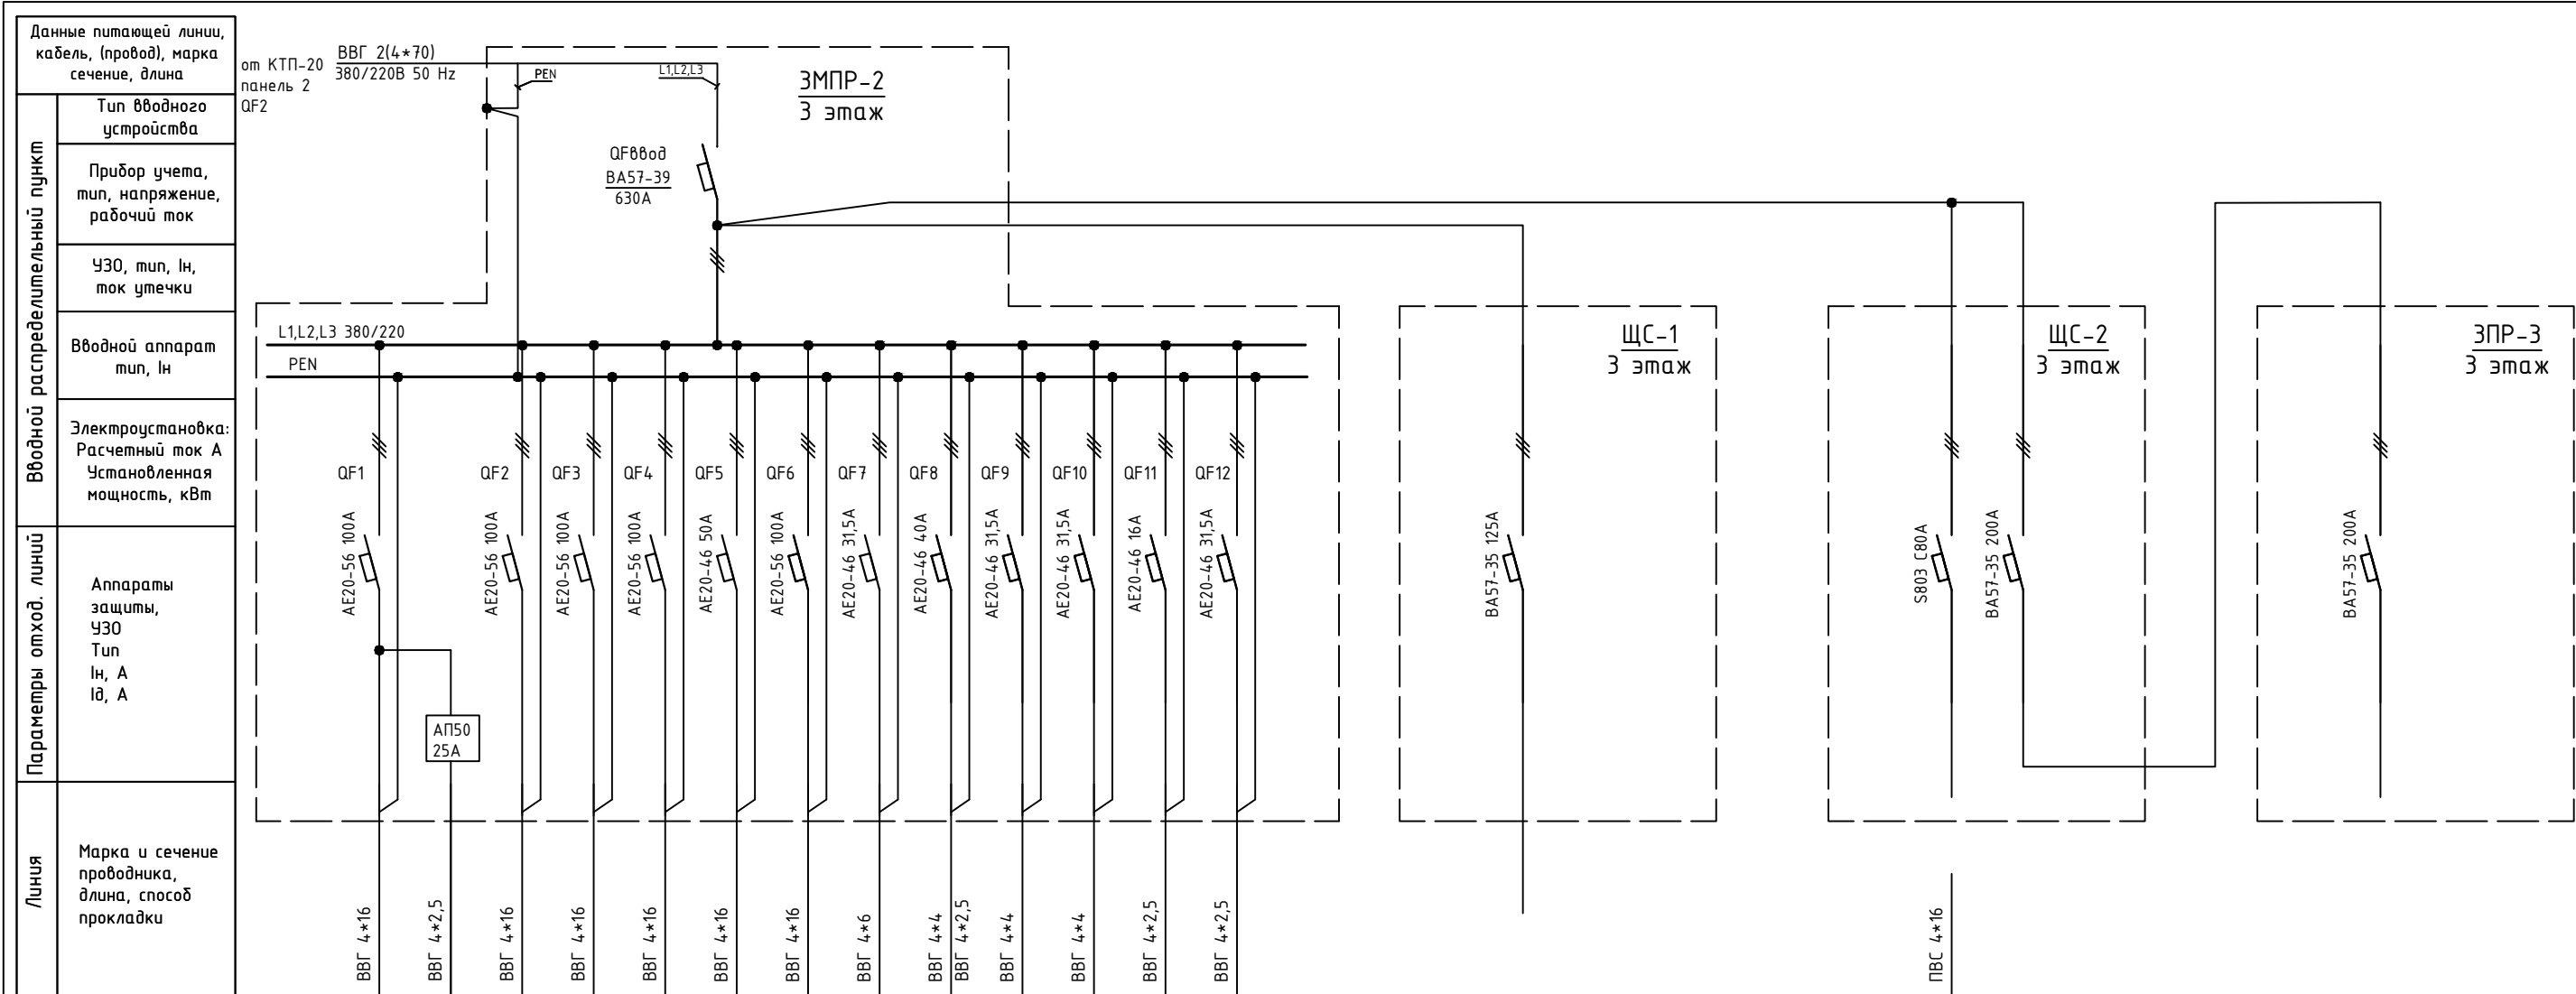 Данные питающей линии,
кабель, (провод), марка
сечение, длина
Вводной распределительный пункт
Тип вводного
устройства
Прибор учета,
тип, напряжение,
рабочий ток
УЗО, тип, Iн,
ток утечки
Вводной аппарат
тип, Iн
Электроустановка:
Расчетный ток А
Установленная
мощность, кВт
Параметры отход. линий
Аппараты
защиты,
УЗО
Тип
Iн, А
Iд, А
Линия
Марка и сечение
проводника,
длина, способ
прокладки
от КТП-20
панель 2
QF2
ВВГ 2(4*70)
380/220В 50 Hz
PEN
L1,L2,L3
3МПР-2
3 этаж
QFввод
ВА57-39
630А
L1,L2,L3 380/220
PEN
QF1
QF2
QF3
QF4
QF5
QF6
QF7
QF8
QF9
QF10
QF11
QF12
АЕ20-56 100А
АЕ20-56 100А
АЕ20-56 100А
АЕ20-56 100А
АЕ20-46 50А
АЕ20-56 100А
АЕ20-46 31,5А
АЕ20-46 40А
АЕ20-46 31,5А
АЕ20-46 31,5А
АЕ20-46 16А
АЕ20-46 31,5А
АП50
25А
ВВГ 4*16
ВВГ 4*2,5
ВВГ 4*16
ВВГ 4*16
ВВГ 4*16
ВВГ 4*16
ВВГ 4*16
ВВГ 4*6
ВВГ 4*4
ВВГ 4*2,5
ВВГ 4*4
ВВГ 4*4
ВВГ 4*2,5
ВВГ 4*2,5
ЩС-1
3 этаж
ВА57-35 125А
ЩС-2
3 этаж
S803 C80A
ВА57-35 200А
ПВС 4*16
3ПР-3
3 этаж
ВА57-35 200А